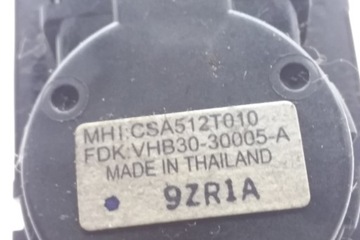 MHI:CSA512T010
FDK:VHB30-30005-A
MADE IN THAILAND
9ZR1A